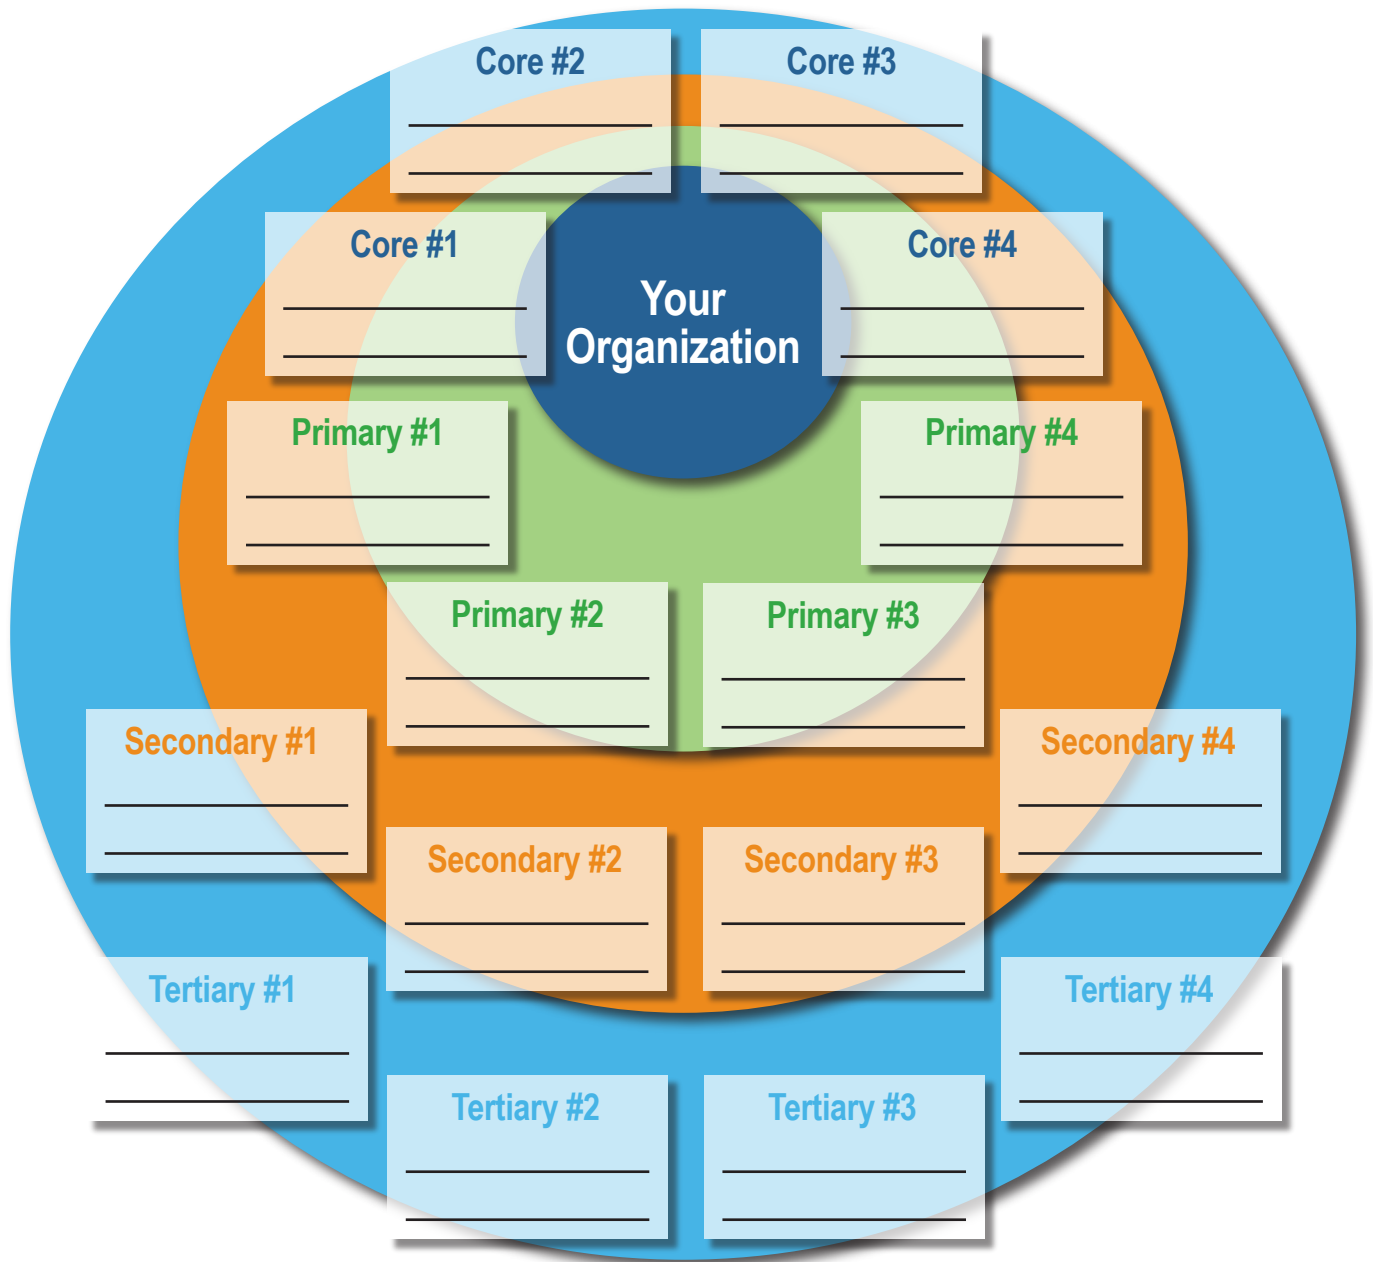 Core #2
Core #3
Core #1
Core #4
Your
Organization
Primary #1
Primary #4
Primary #2
Primary #3
Secondary #1
Secondary #4
Secondary #2
Secondary #3
Tertiary #1
Tertiary #4
Tertiary #2
Tertiary #3